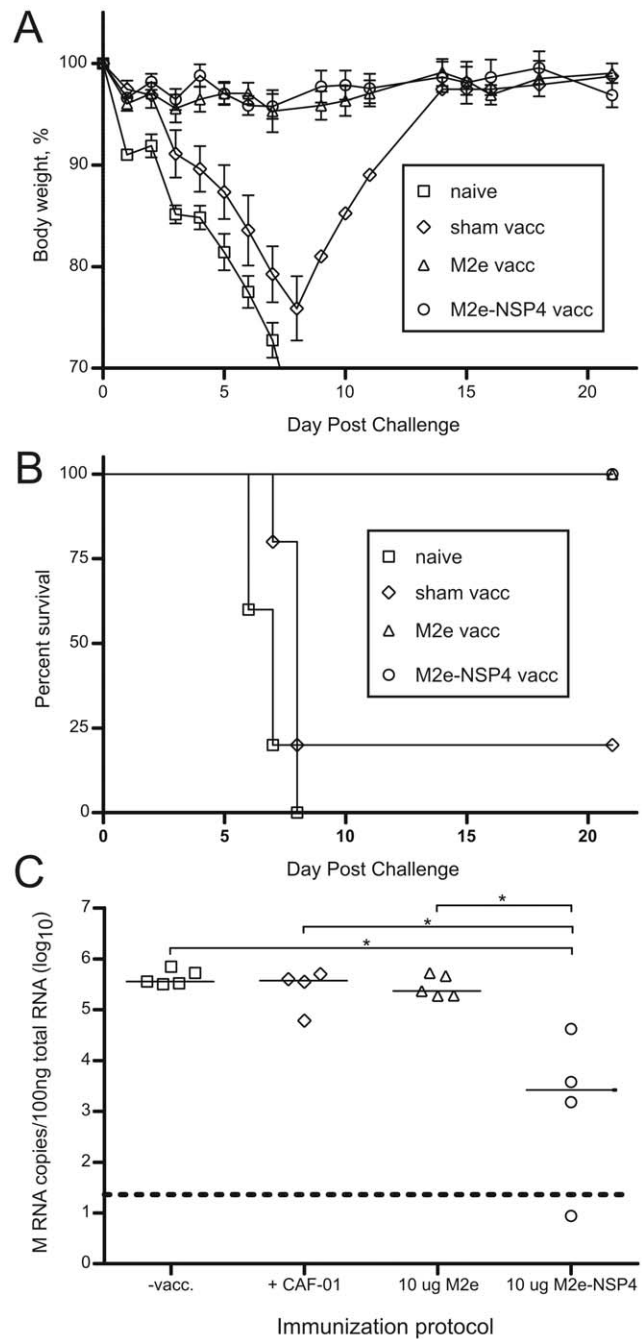 A
100
90
80
70
Body weight, %
naive
sham vacc
M2e vacc
M2e-NSP4 vacc
0 5 10 15 20
Day Post Challenge
B
100
75
50
25
0
Percent survival
naive
sham vacc
M2e vacc
M2e-NSP4 vacc
0 5 10 15 20
Day Post Challenge
C
7
6
5
4
3
2
1
0
M RNA copies/100ng total RNA (log10)
*
*
*
-vacc. + CAF-01 10 ug M2e 10 ug M2e-NSP4
Immunization protocol